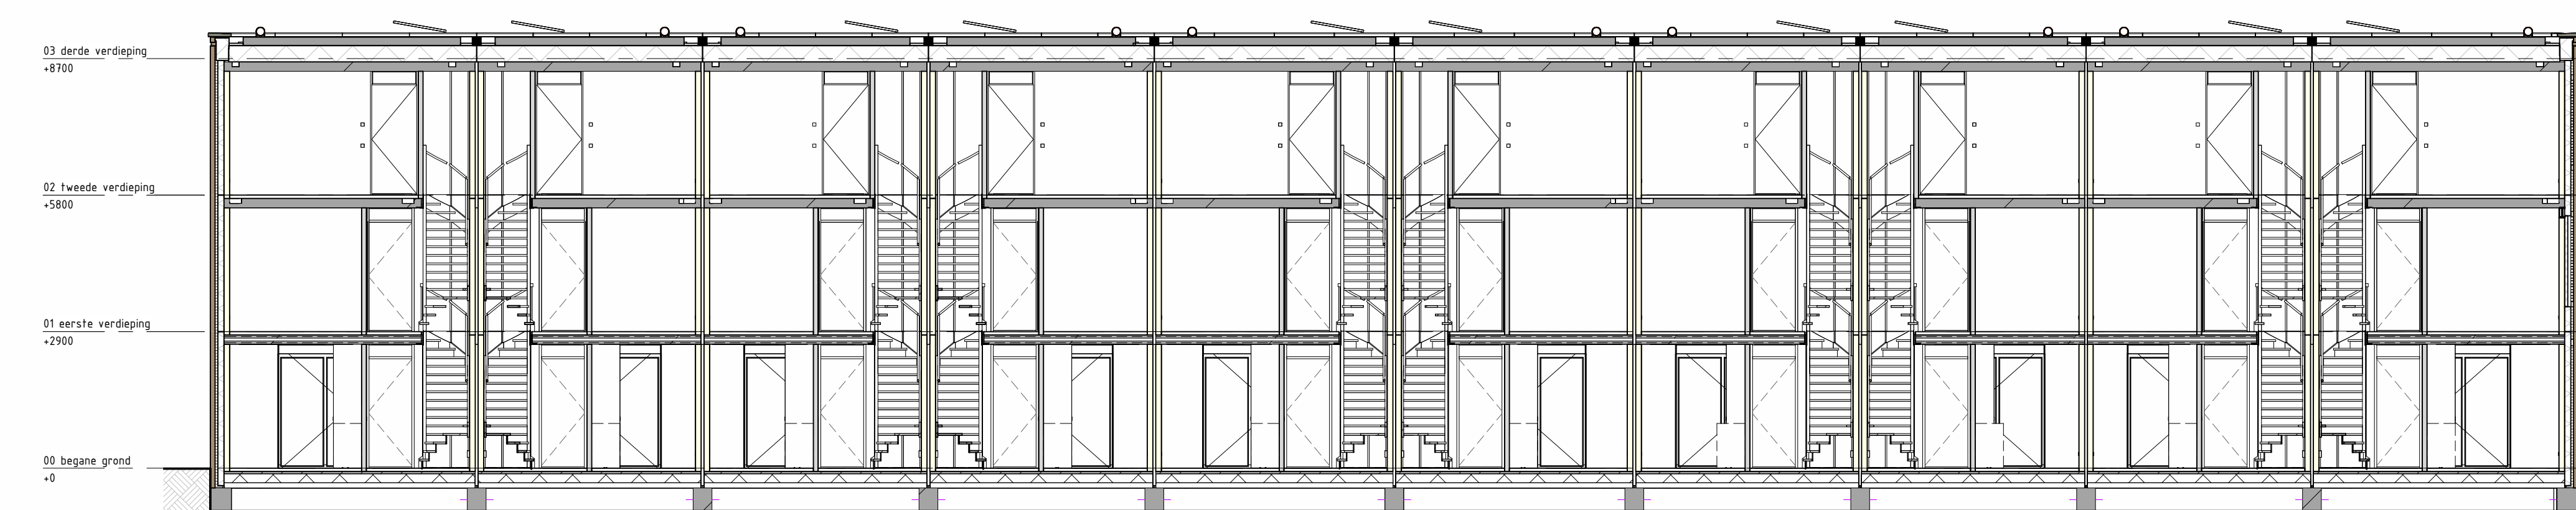 03 derde verdieping
+8700
02 tweede verdieping
+5800
01 eerste verdieping
+2900
00 begane grond
+0